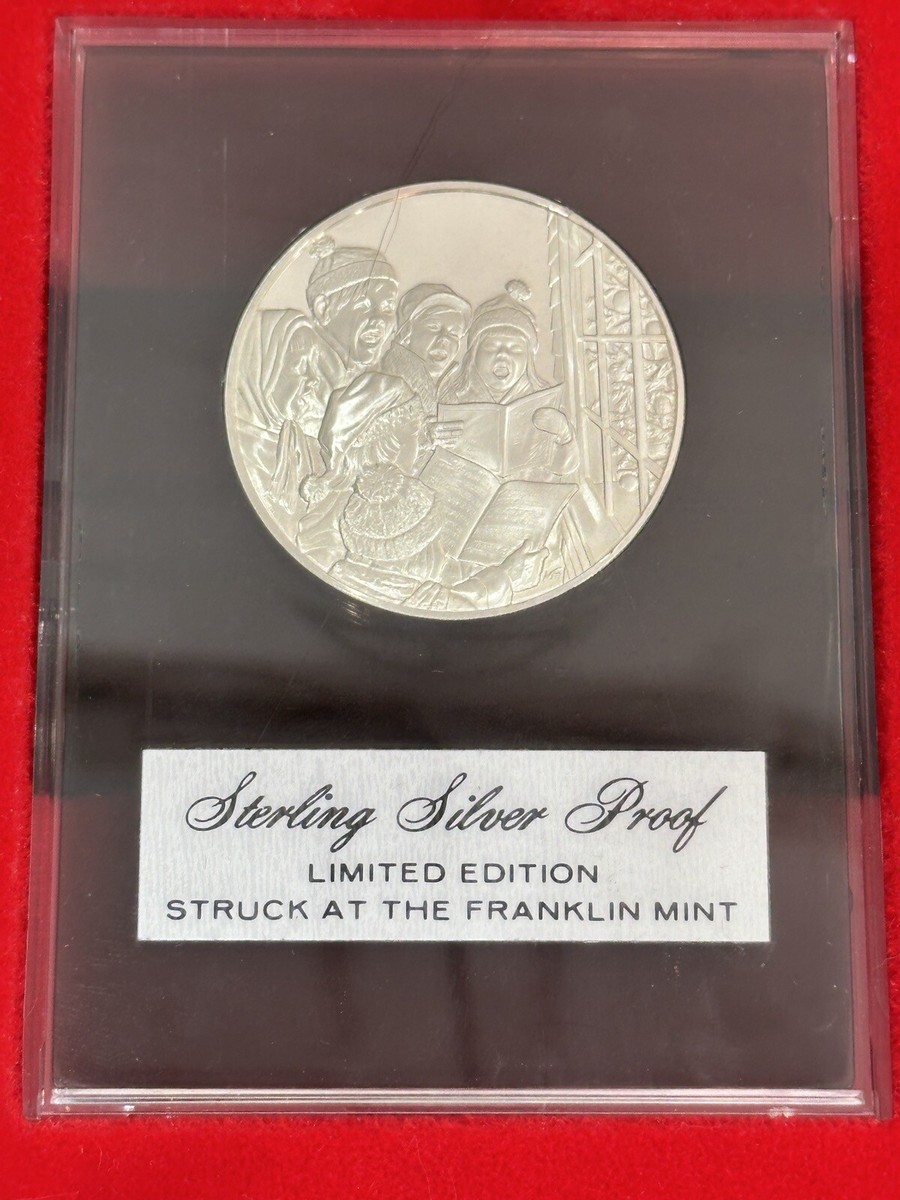 Sterling Silver Proof
LIMITED EDITION
STRUCK AT THE FRANKLIN MINT